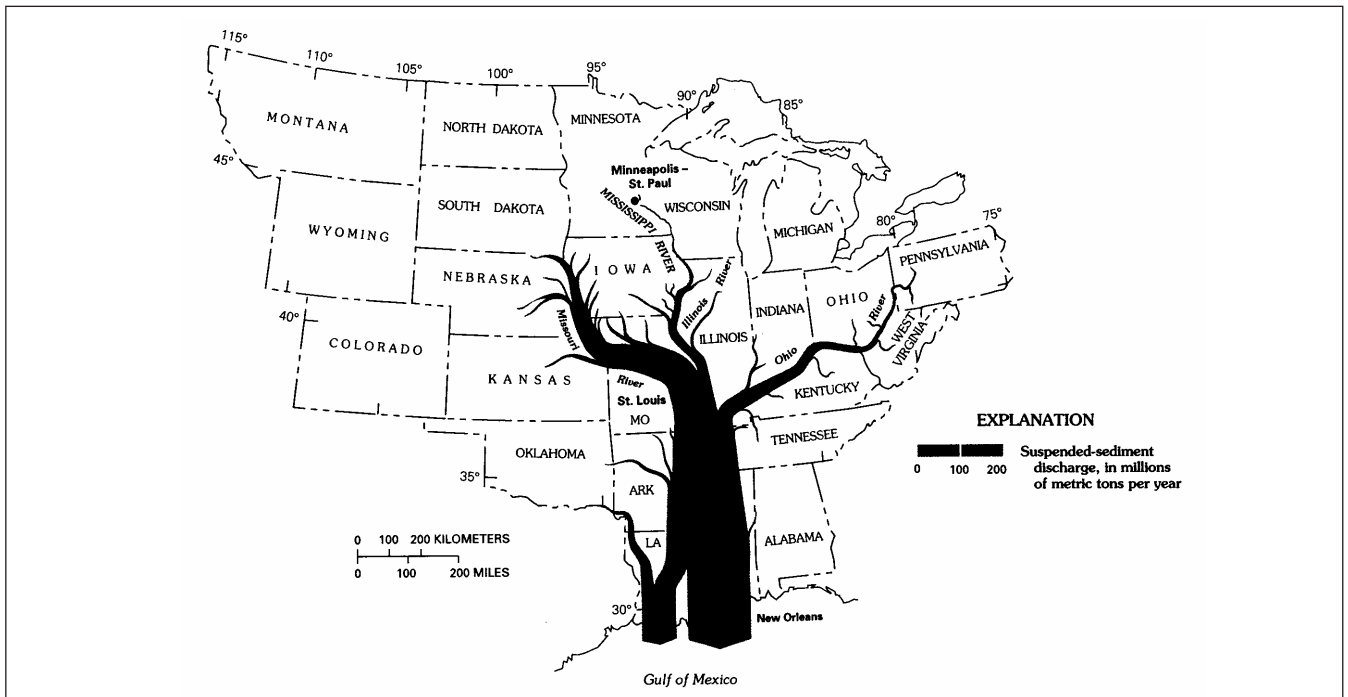 115°
110°
105°
100°
95°
90°
85°
MONTANA
NORTH DAKOTA
MINNESOTA
45°
Minneapolis –
St. Paul
MISSISSIPPI RIVER
SOUTH DAKOTA
WISCONSIN
MICHIGAN
80°
75°
WYOMING
PENNSYLVANIA
NEBRASKA
IOWA
Illinois River
INDIANA
OHIO
Ohio River
WEST
VIRGINIA
40°
COLORADO
Missouri River
ILLINOIS
KANSAS
KENTUCKY
St. Louis
MO
TENNESSEE
OKLAHOMA
35°
ARK
LA
ALABAMA
30°
New Orleans
Gulf of Mexico
EXPLANATION
0 100 200
Suspended-sediment
discharge, in millions
of metric tons per year
0 100 200 KILOMETERS
0 100 200 MILES